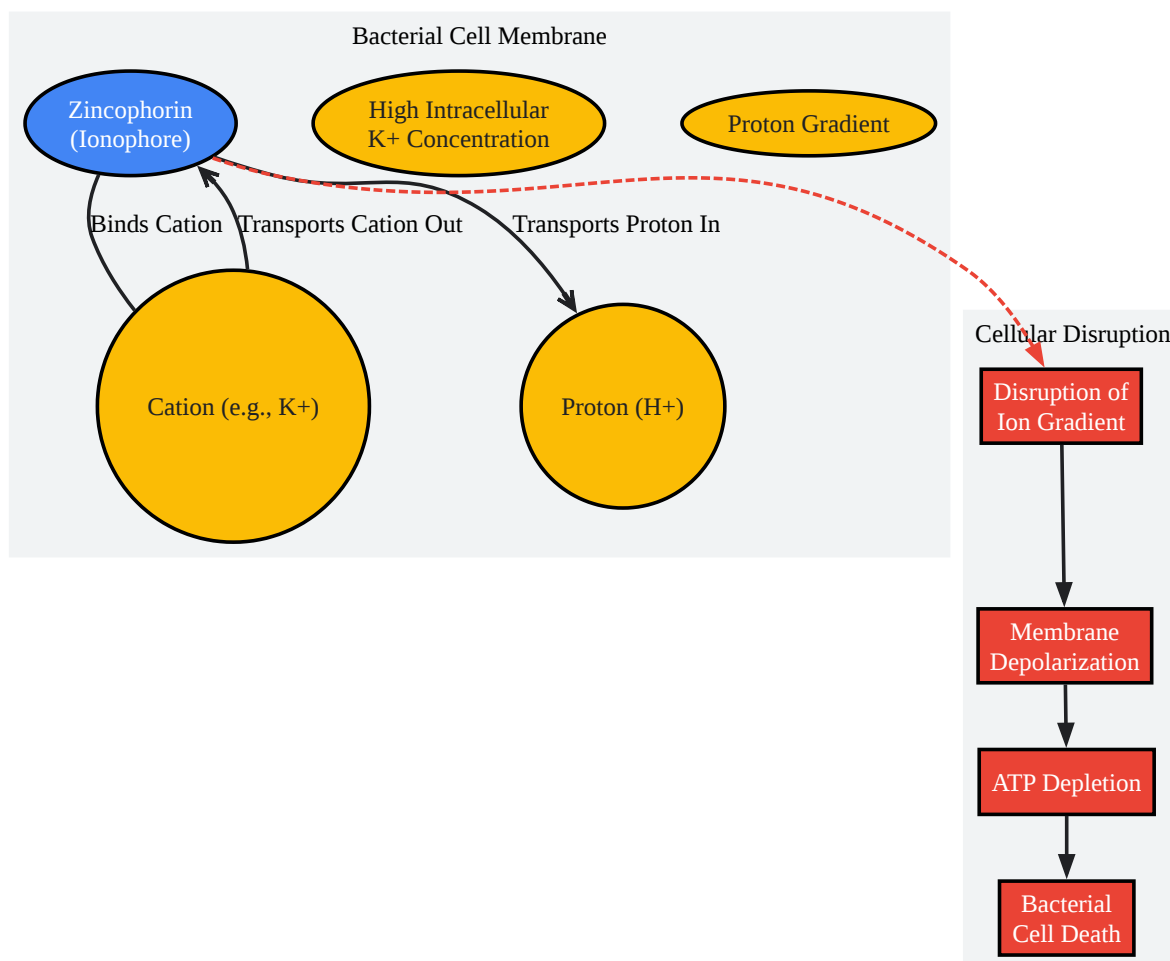 Bacterial Cell Membrane
Zincophorin
(Ionophore)
High Intracellular
K+ Concentration
Proton Gradient
Binds Cation
Transports Cation Out
Transports Proton In
Cation (e.g., K+)
Proton (H+)
Cellular Disruption
Disruption of
Ion Gradient
Membrane
Depolarization
ATP Depletion
Bacterial
Cell Death